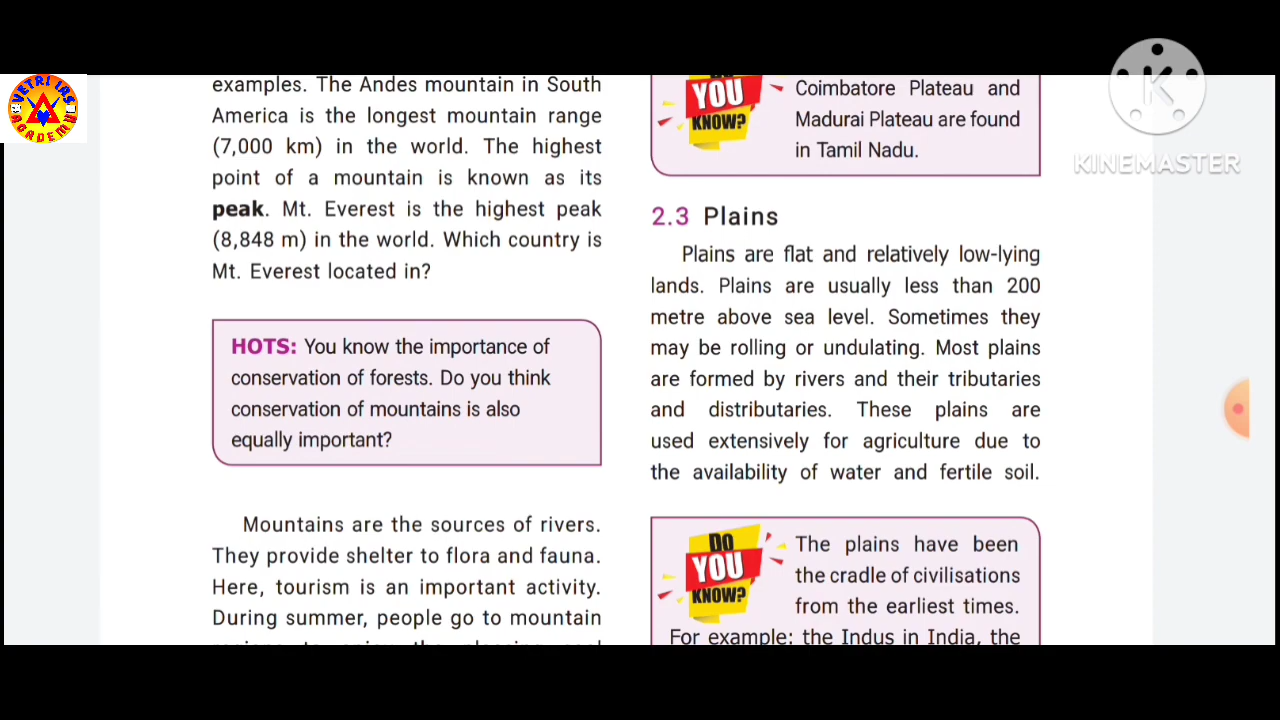 VETRI IAS
ACADEMY
examples. The Andes mountain in South
America is the longest mountain range
(7,000 km) in the world. The highest
point of a mountain is known as its
peak. Mt. Everest is the highest peak
(8,848 m) in the world. Which country is
Mt. Everest located in?
HOTS: You know the importance of
conservation of forests. Do you think
conservation of mountains is also
equally important?
Mountains are the sources of rivers.
They provide shelter to flora and fauna.
Here, tourism is an important activity.
During summer, people go to mountain
YOU
KNOW?
Coimbatore Plateau and
Madurai Plateau are found
in Tamil Nadu.
2.3 Plains
Plains are flat and relatively low-lying
lands. Plains are usually less than 200
metre above sea level. Sometimes they
may be rolling or undulating. Most plains
are formed by rivers and their tributaries
and distributaries. These plains are
used extensively for agriculture due to
the availability of water and fertile soil.
DO
YOU
KNOW?
The plains have been
the cradle of civilisations
from the earliest times.
For example: the Indus in India, the
K
KINEMASTER